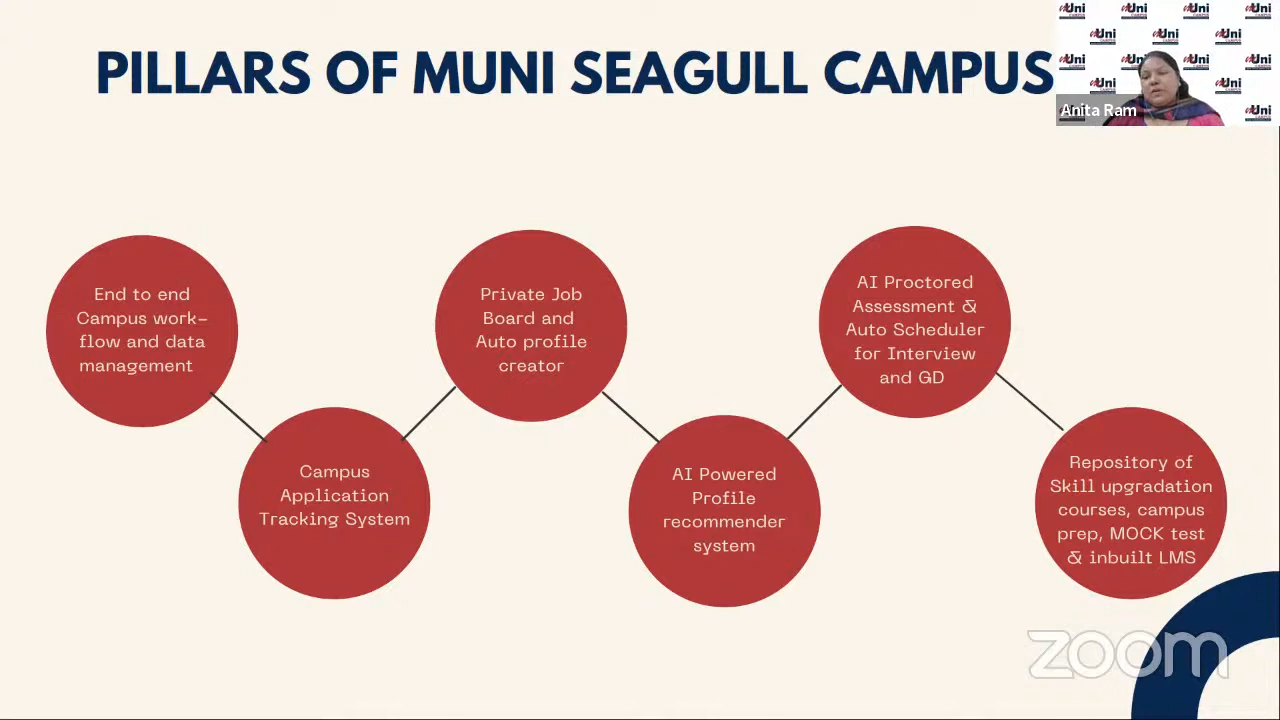 PILLARS OF MUNI SEAGULL CAMPUS
Anita Ram
End to end
Campus work-
flow and data
management
Campus
Application
Tracking System
Private Job
Board and
Auto profile
creator
AI Powered
Profile
recommender
system
AI Proctored
Assessment &
Auto Scheduler
for Interview
and GD
Repository of
Skill upgradation
courses, campus
prep, MOCK test
& inbuilt LMS
zoom